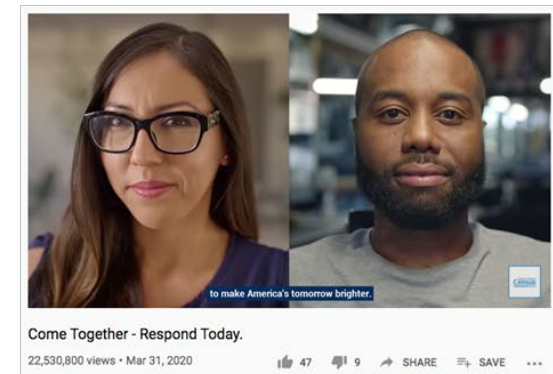 to make America's tomorrow brighter.
Census
Come Together - Respond Today.
22,530,800 views • Mar 31, 2020 47 9 SHARE SAVE